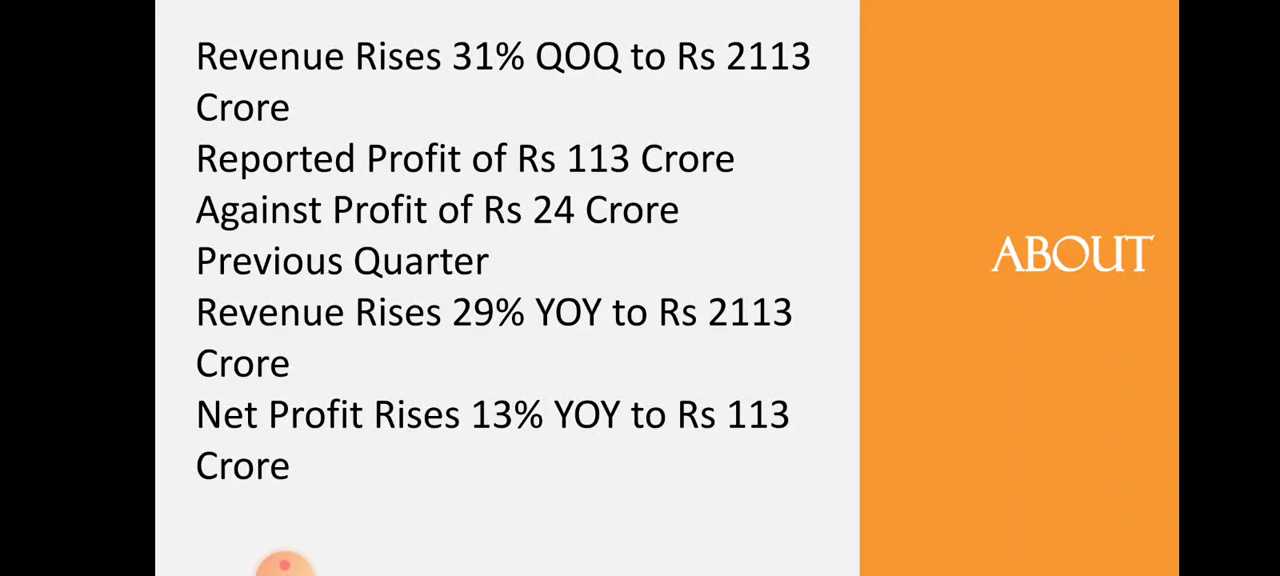 Revenue Rises 31% QOQ to Rs 2113
Crore
Reported Profit of Rs 113 Crore
Against Profit of Rs 24 Crore
Previous Quarter
Revenue Rises 29% YOY to Rs 2113
Crore
Net Profit Rises 13% YOY to Rs 113
Crore
ABOUT